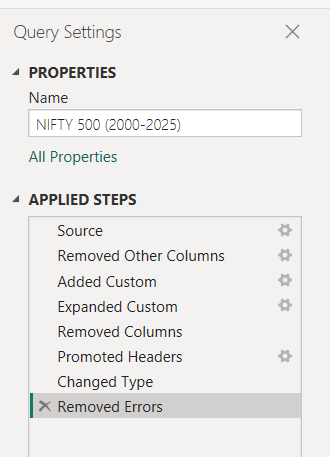 Query Settings
PROPERTIES
Name
NIFTY 500 (2000-2025)
All Properties
APPLIED STEPS
Source
Removed Other Columns
Added Custom
Expanded Custom
Removed Columns
Promoted Headers
Changed Type
Removed Errors